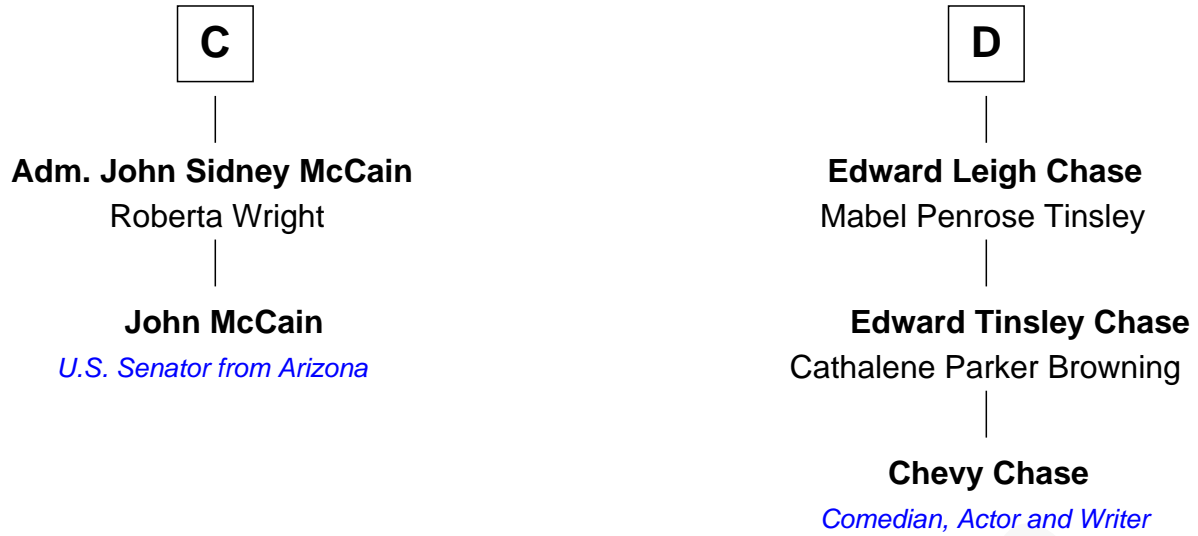 C
Adm. John Sidney McCain
Roberta Wright
John McCain
U.S. Senator from Arizona
D
Edward Leigh Chase
Mabel Penrose Tinsley
Edward Tinsley Chase
Cathalene Parker Browning
Chevy Chase
Comedian, Actor and Writer